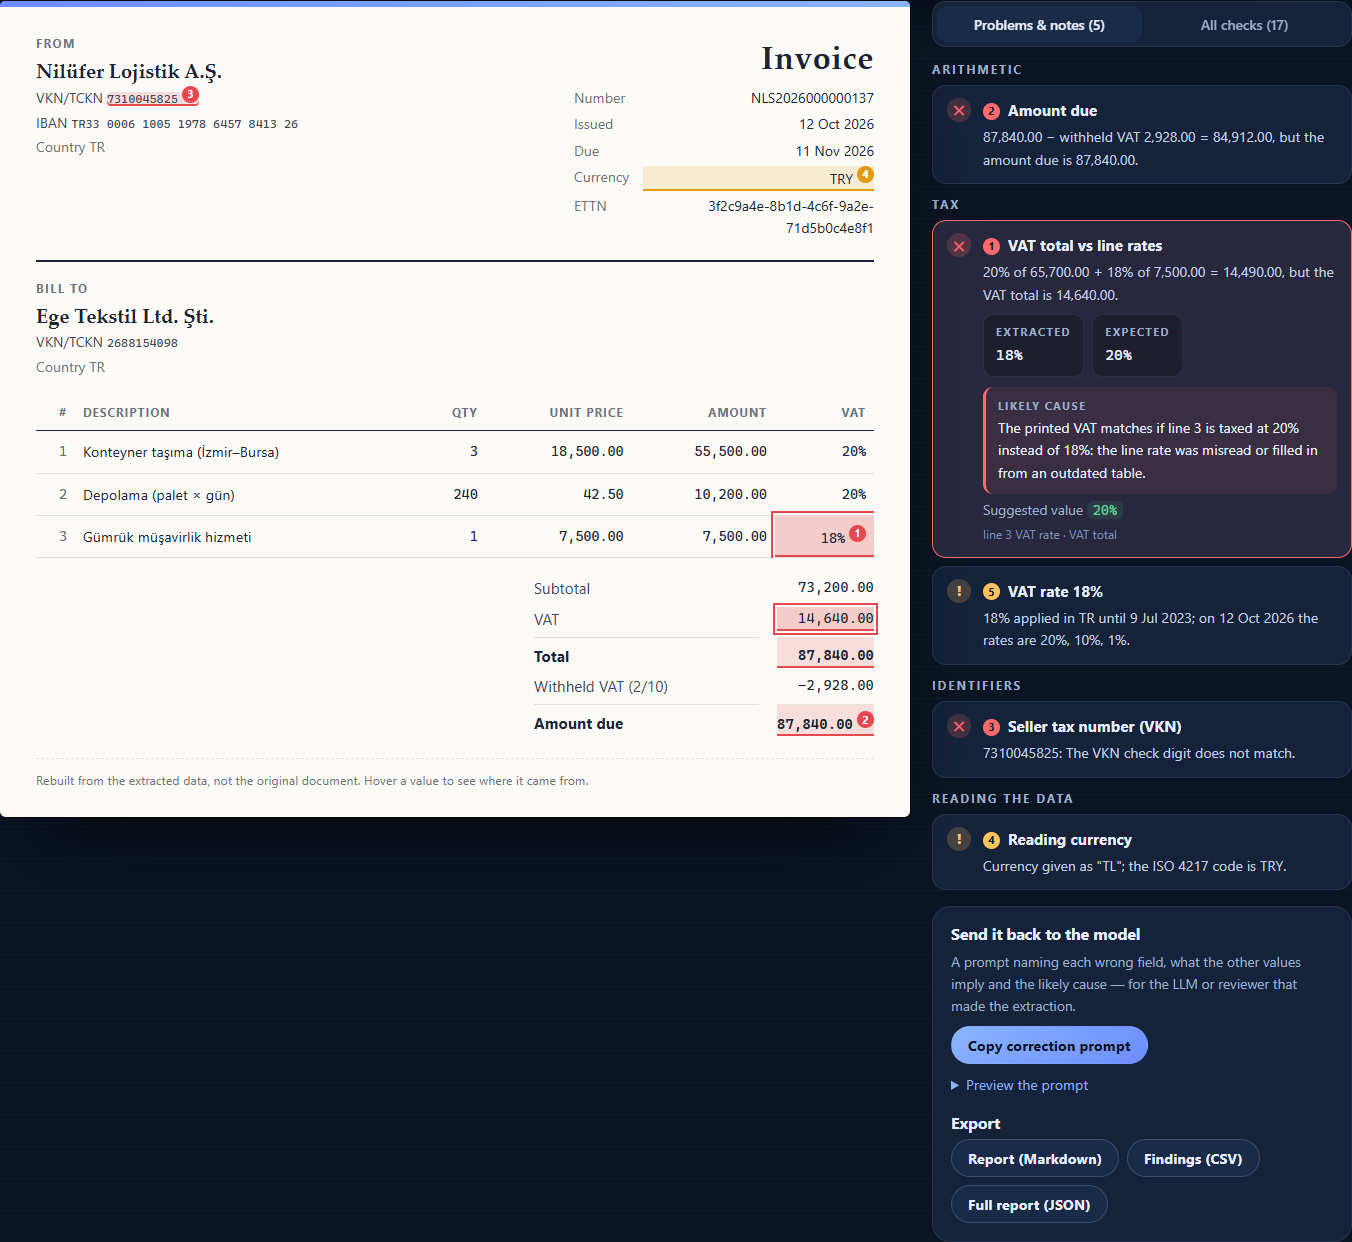 FROM
Nilüfer Lojistik A.Ş.
VKN/TCKN 7310045825 3
IBAN TR33 0006 1005 1978 6457 8413 26
Country TR
Invoice
Number NLS2026000000137
Issued 12 Oct 2026
Due 11 Nov 2026
Currency TRY 4
ETTN 3f2c9a4e-8b1d-4c6f-9a2e-
71d5b0c4e8f1
BILL TO
Ege Tekstil Ltd. Şti.
VKN/TCKN 2688154098
Country TR
# DESCRIPTION QTY UNIT PRICE AMOUNT VAT
1 Konteyner taşıma (İzmir–Bursa) 3 18,500.00 55,500.00 20%
2 Depolama (palet × gün) 240 42.50 10,200.00 20%
3 Gümrük müşavirlik hizmeti 1 7,500.00 7,500.00 18% 1
Subtotal 73,200.00
VAT 14,640.00
Total 87,840.00
Withheld VAT (2/10) −2,928.00
Amount due 87,840.00 2
Rebuilt from the extracted data, not the original document. Hover a value to see where it came from.
Problems & notes (5) All checks (17)
ARITHMETIC
2 Amount due
87,840.00 − withheld VAT 2,928.00 = 84,912.00, but the
amount due is 87,840.00.
TAX
1 VAT total vs line rates
20% of 65,700.00 + 18% of 7,500.00 = 14,490.00, but the
VAT total is 14,640.00.
EXTRACTED EXPECTED
18% 20%
LIKELY CAUSE
The printed VAT matches if line 3 is taxed at 20%
instead of 18%: the line rate was misread or filled in
from an outdated table.
Suggested value 20%
line 3 VAT rate · VAT total
! 5 VAT rate 18%
18% applied in TR until 9 Jul 2023; on 12 Oct 2026 the
rates are 20%, 10%, 1%.
IDENTIFIERS
3 Seller tax number (VKN)
7310045825: The VKN check digit does not match.
READING THE DATA
! 4 Reading currency
Currency given as "TL"; the ISO 4217 code is TRY.
Send it back to the model
A prompt naming each wrong field, what the other values
imply and the likely cause — for the LLM or reviewer that
made the extraction.
Copy correction prompt
Preview the prompt
Export
Report (Markdown) Findings (CSV)
Full report (JSON)